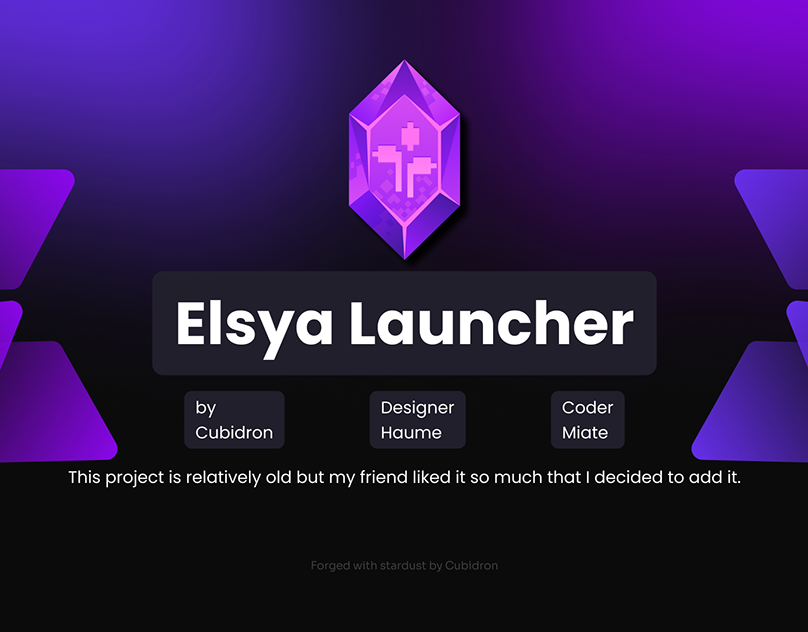 Elsya Launcher
by
Cubidron
Designer
Haume
Coder
Miate
This project is relatively old but my friend liked it so much that I decided to add it.
Forged with stardust by Cubidron